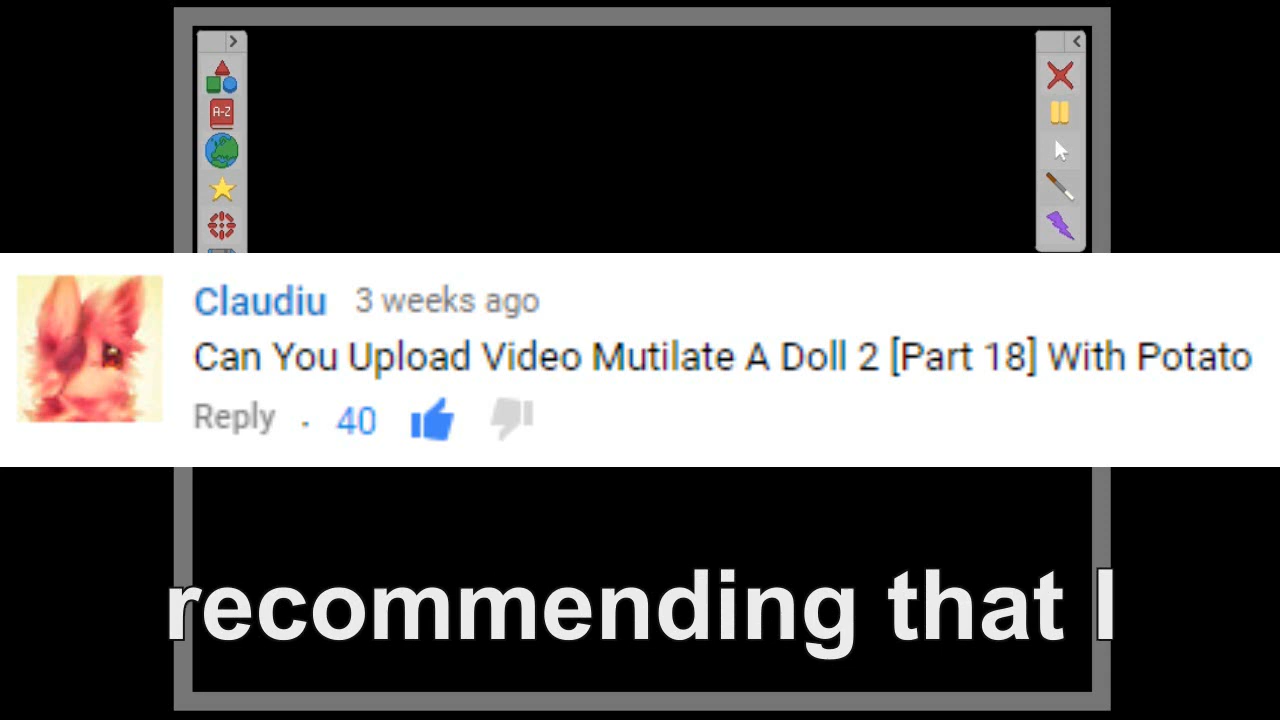 A-Z
Claudiu 3 weeks ago
Can You Upload Video Mutilate A Doll 2 [Part 18] With Potato
Reply · 40
recommending that I